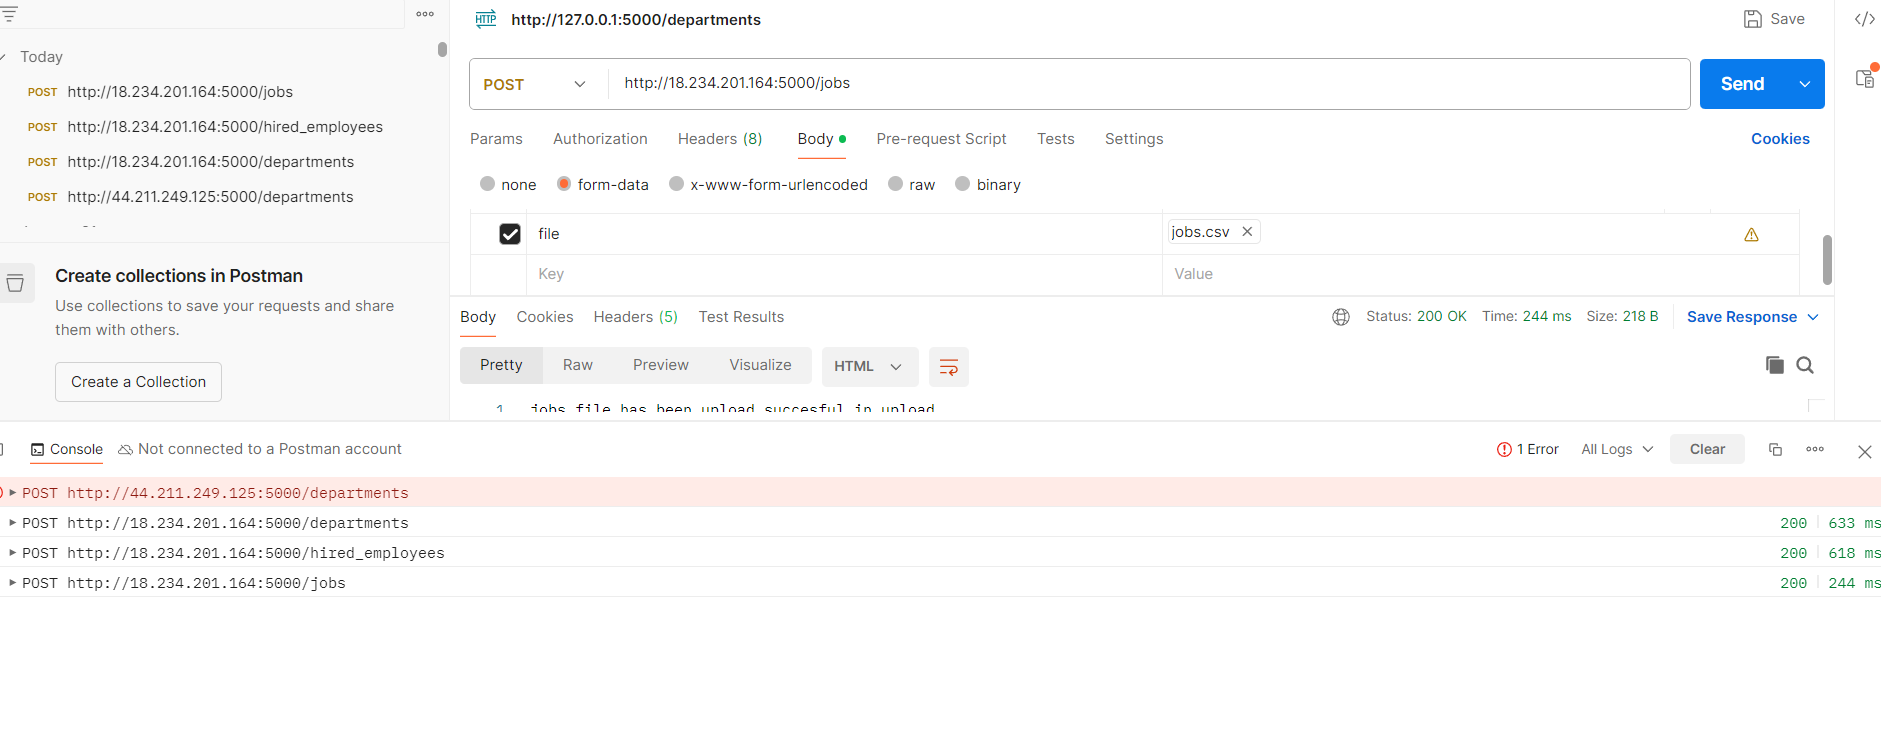 HTTP http://127.0.0.1:5000/departments
Save
Today
POST http://18.234.201.164:5000/jobs
POST http://18.234.201.164:5000/hired_employees
POST http://18.234.201.164:5000/departments
POST http://44.211.249.125:5000/departments
Create collections in Postman
Use collections to save your requests and share
them with others.
Create a Collection
POST http://18.234.201.164:5000/jobs Send
Params Authorization Headers (8) Body Pre-request Script Tests Settings Cookies
none form-data x-www-form-urlencoded raw binary
file jobs.csv
Key Value
Body Cookies Headers (5) Test Results Status: 200 OK Time: 244 ms Size: 218 B Save Response
Pretty Raw Preview Visualize HTML
1 jobs file has been upload succesful in upload
Console Not connected to a Postman account 1 Error All Logs Clear
POST http://44.211.249.125:5000/departments
POST http://18.234.201.164:5000/departments 200 633 ms
POST http://18.234.201.164:5000/hired_employees 200 618 ms
POST http://18.234.201.164:5000/jobs 200 244 ms